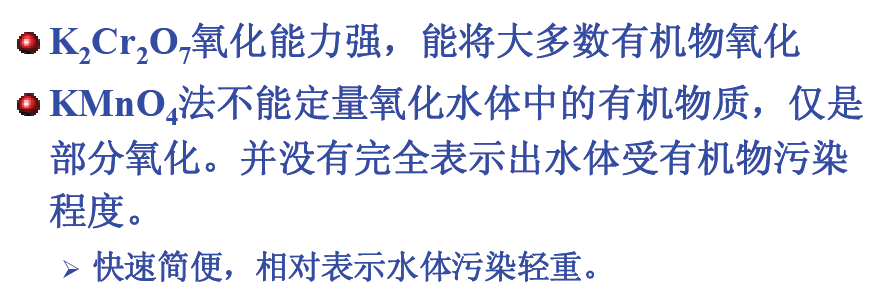 K₂Cr₂O₇氧化能力强，能将大多数有机物氧化
KMnO₄法不能定量氧化水体中的有机物质，仅是
部分氧化。并没有完全表示出水体受有机物污染
程度。
快速简便，相对表示水体污染轻重。